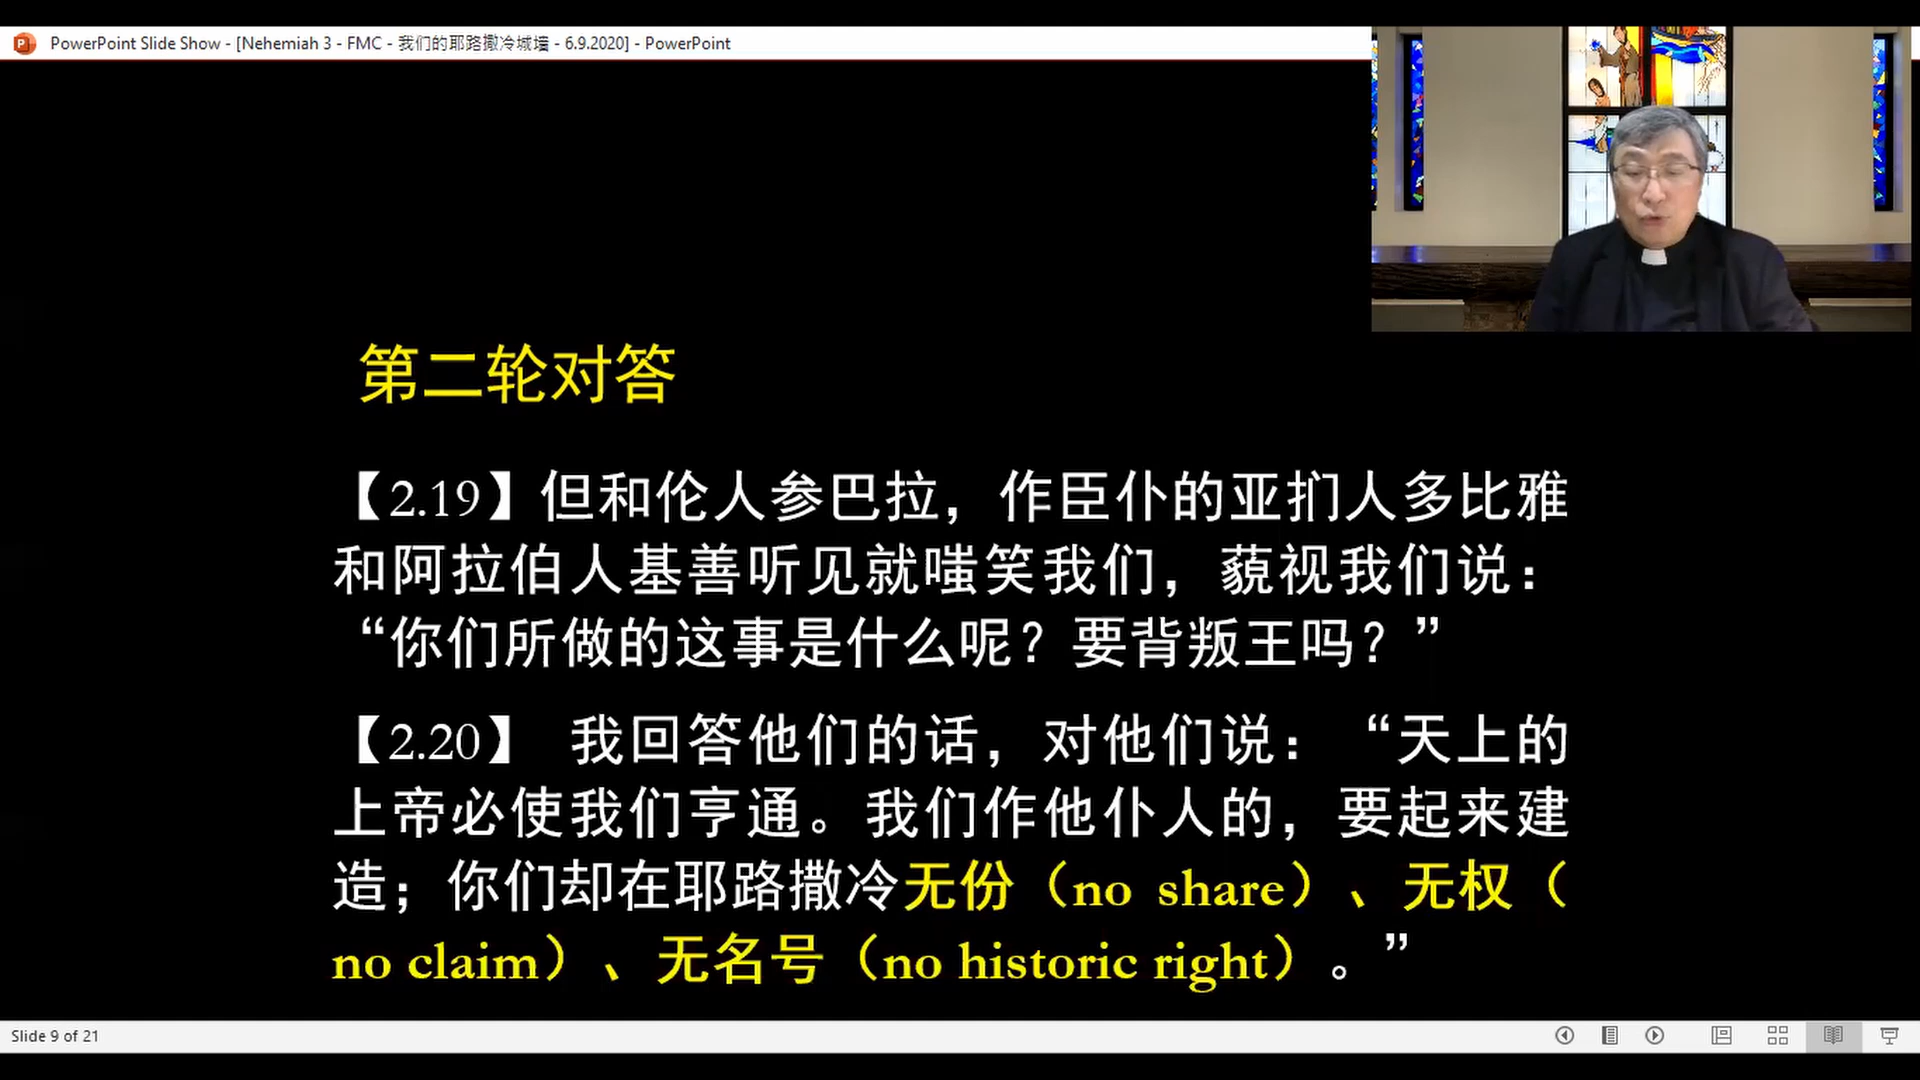 PowerPoint Slide Show - [Nehemiah 3 - FMC - 我们的耶路撒冷城墙 - 6.9.2020] - PowerPoint
第二轮对答
【2.19】但和伦人参巴拉，作臣仆的亚扪人多比雅
和阿拉伯人基善听见就嗤笑我们，藐视我们说：
“你们所做的这事是什么呢？要背叛王吗？”
【2.20】 我回答他们的话，对他们说：“天上的
上帝必使我们亨通。我们作他仆人的，要起来建
造；你们却在耶路撒冷无份（no share）、无权（
no claim）、无名号（no historic right）。”
Slide 9 of 21